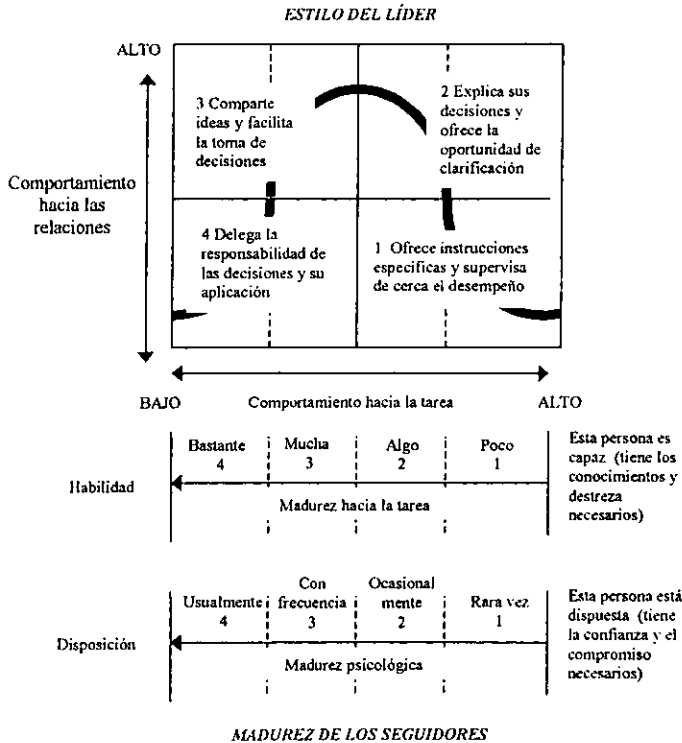 ESTILO DEL LÍDER
ALTO
3 Comparte
ideas y facilita
la toma de
decisiones
2 Explica sus
decisiones y
ofrece la
oportunidad de
clarificación
Comportamiento
hacia las
relaciones
4 Delega la
responsabilidad de
las decisiones y su
aplicación
1 Ofrece instrucciones
especificas y supervisa
de cerca el desempeño
BAJO
Comportamiento hacia la tarea
ALTO
Habilidad
Bastante
4
Mucha
3
Algo
2
Poco
1
Madurez hacia la tarea
Esta persona es
capaz (tiene los
conocimientos y
destreza
necesarios)
Disposición
Usualmente
4
Con
frecuencia
3
Ocasional
mente
2
Rara vez
1
Madurez psicológica
Esta persona está
dispuesta (tiene
la confianza y el
compromiso
necesarios)
MADUREZ DE LOS SEGUIDORES